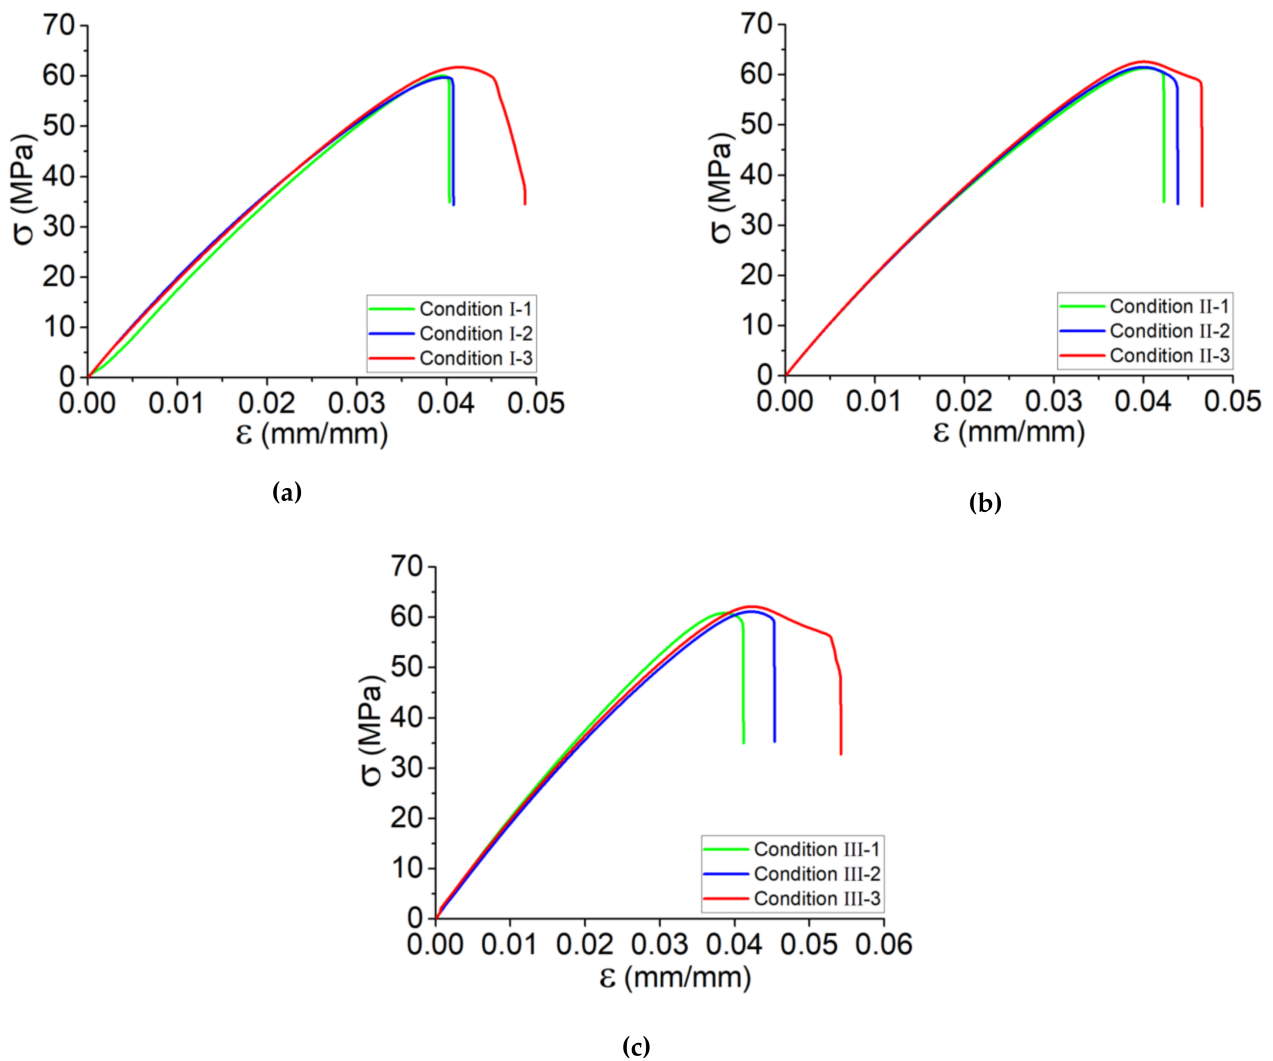 70
60
50
40
30
20
10
0
σ (MPa)
0.00 0.01 0.02 0.03 0.04 0.05
ε (mm/mm)
Condition I-1
Condition I-2
Condition I-3
(a)
70
60
50
40
30
20
10
0
σ (MPa)
0.00 0.01 0.02 0.03 0.04 0.05
ε (mm/mm)
Condition II-1
Condition II-2
Condition II-3
(b)
70
60
50
40
30
20
10
0
σ (MPa)
0.00 0.01 0.02 0.03 0.04 0.05 0.06
ε (mm/mm)
Condition III-1
Condition III-2
Condition III-3
(c)